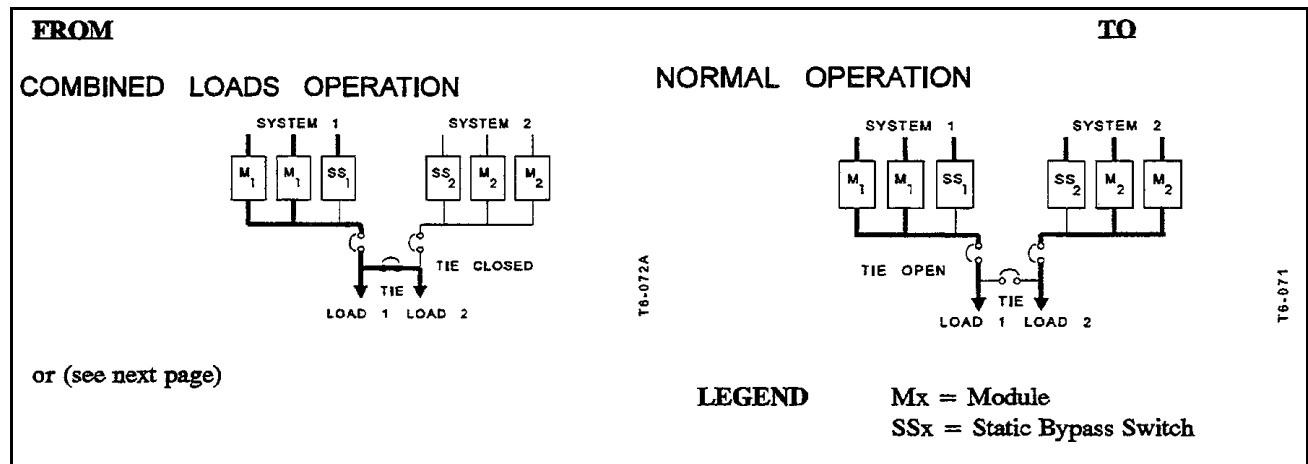 FROM
TO
COMBINED LOADS OPERATION
NORMAL OPERATION
SYSTEM 1
SYSTEM 2
M1
M1
SS1
SS2
M2
M2
TIE CLOSED
TIE
LOAD 1 LOAD 2
T6-072A
SYSTEM 1
SYSTEM 2
M1
M1
SS1
SS2
M2
M2
TIE OPEN
TIE
LOAD 1 LOAD 2
T6-071
or (see next page)
LEGEND
Mx = Module
SSx = Static Bypass Switch